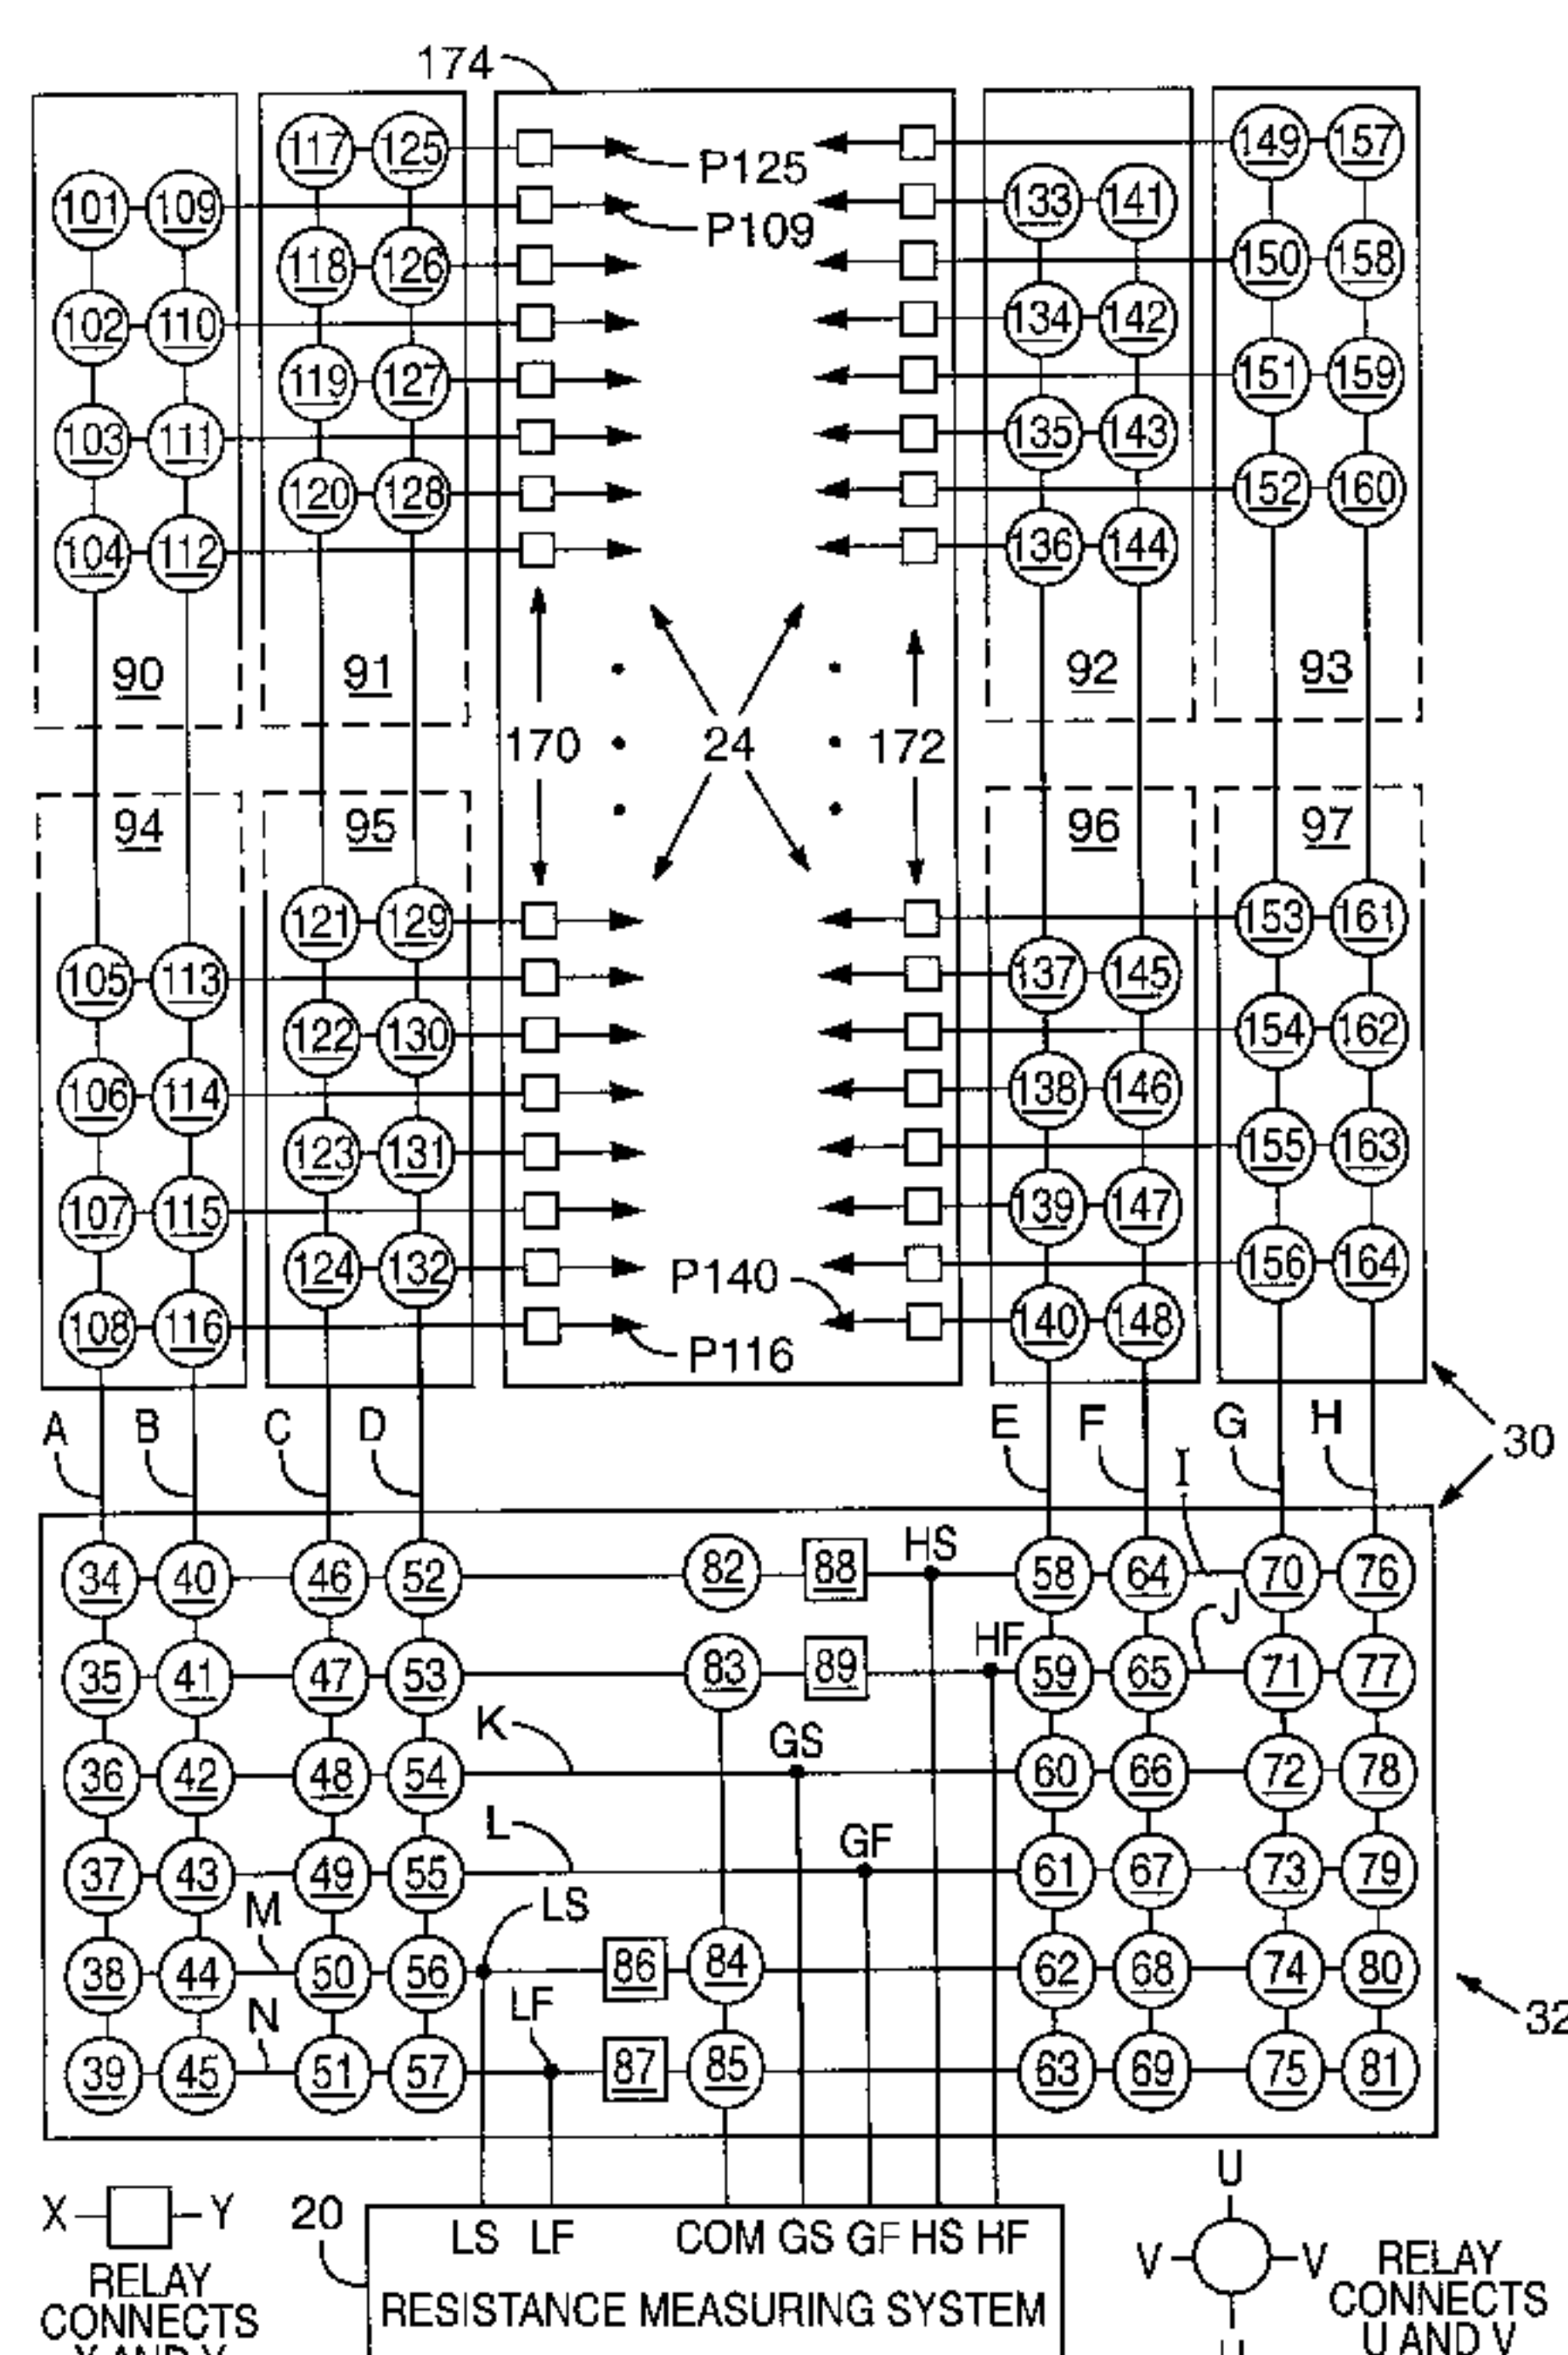 174
117 125 149 157
P125
101 109 133 141
P109
118 126 150 158
102 110 134 142
119 127 151 159
103 111 135 143
120 128 152 160
104 112 136 144
90 91 92 93
170 24 172
94 95 96 97
121 129 153 161
105 113 137 145
122 130 154 162
106 114 138 146
123 131 155 163
107 115 139 147
124 132 156 164
P140
108 116 140 148
P116
A B C D E F G H
30
I
HS
34 40 46 52 82 88 58 64 70 76
J
HF
35 41 47 53 83 89 59 65 71 77
K
GS
36 42 48 54 60 66 72 78
L
GF
37 43 49 55 61 67 73 79
M
LS
38 44 50 56 86 84 62 68 74 80
N
LF
32
39 45 51 57 87 85 63 69 75 81
U
X Y
20
LS LF COM GS GF HS HF
V V
RELAY
CONNECTS
X AND Y
RESISTANCE MEASURING SYSTEM
RELAY
CONNECTS
U AND V
U